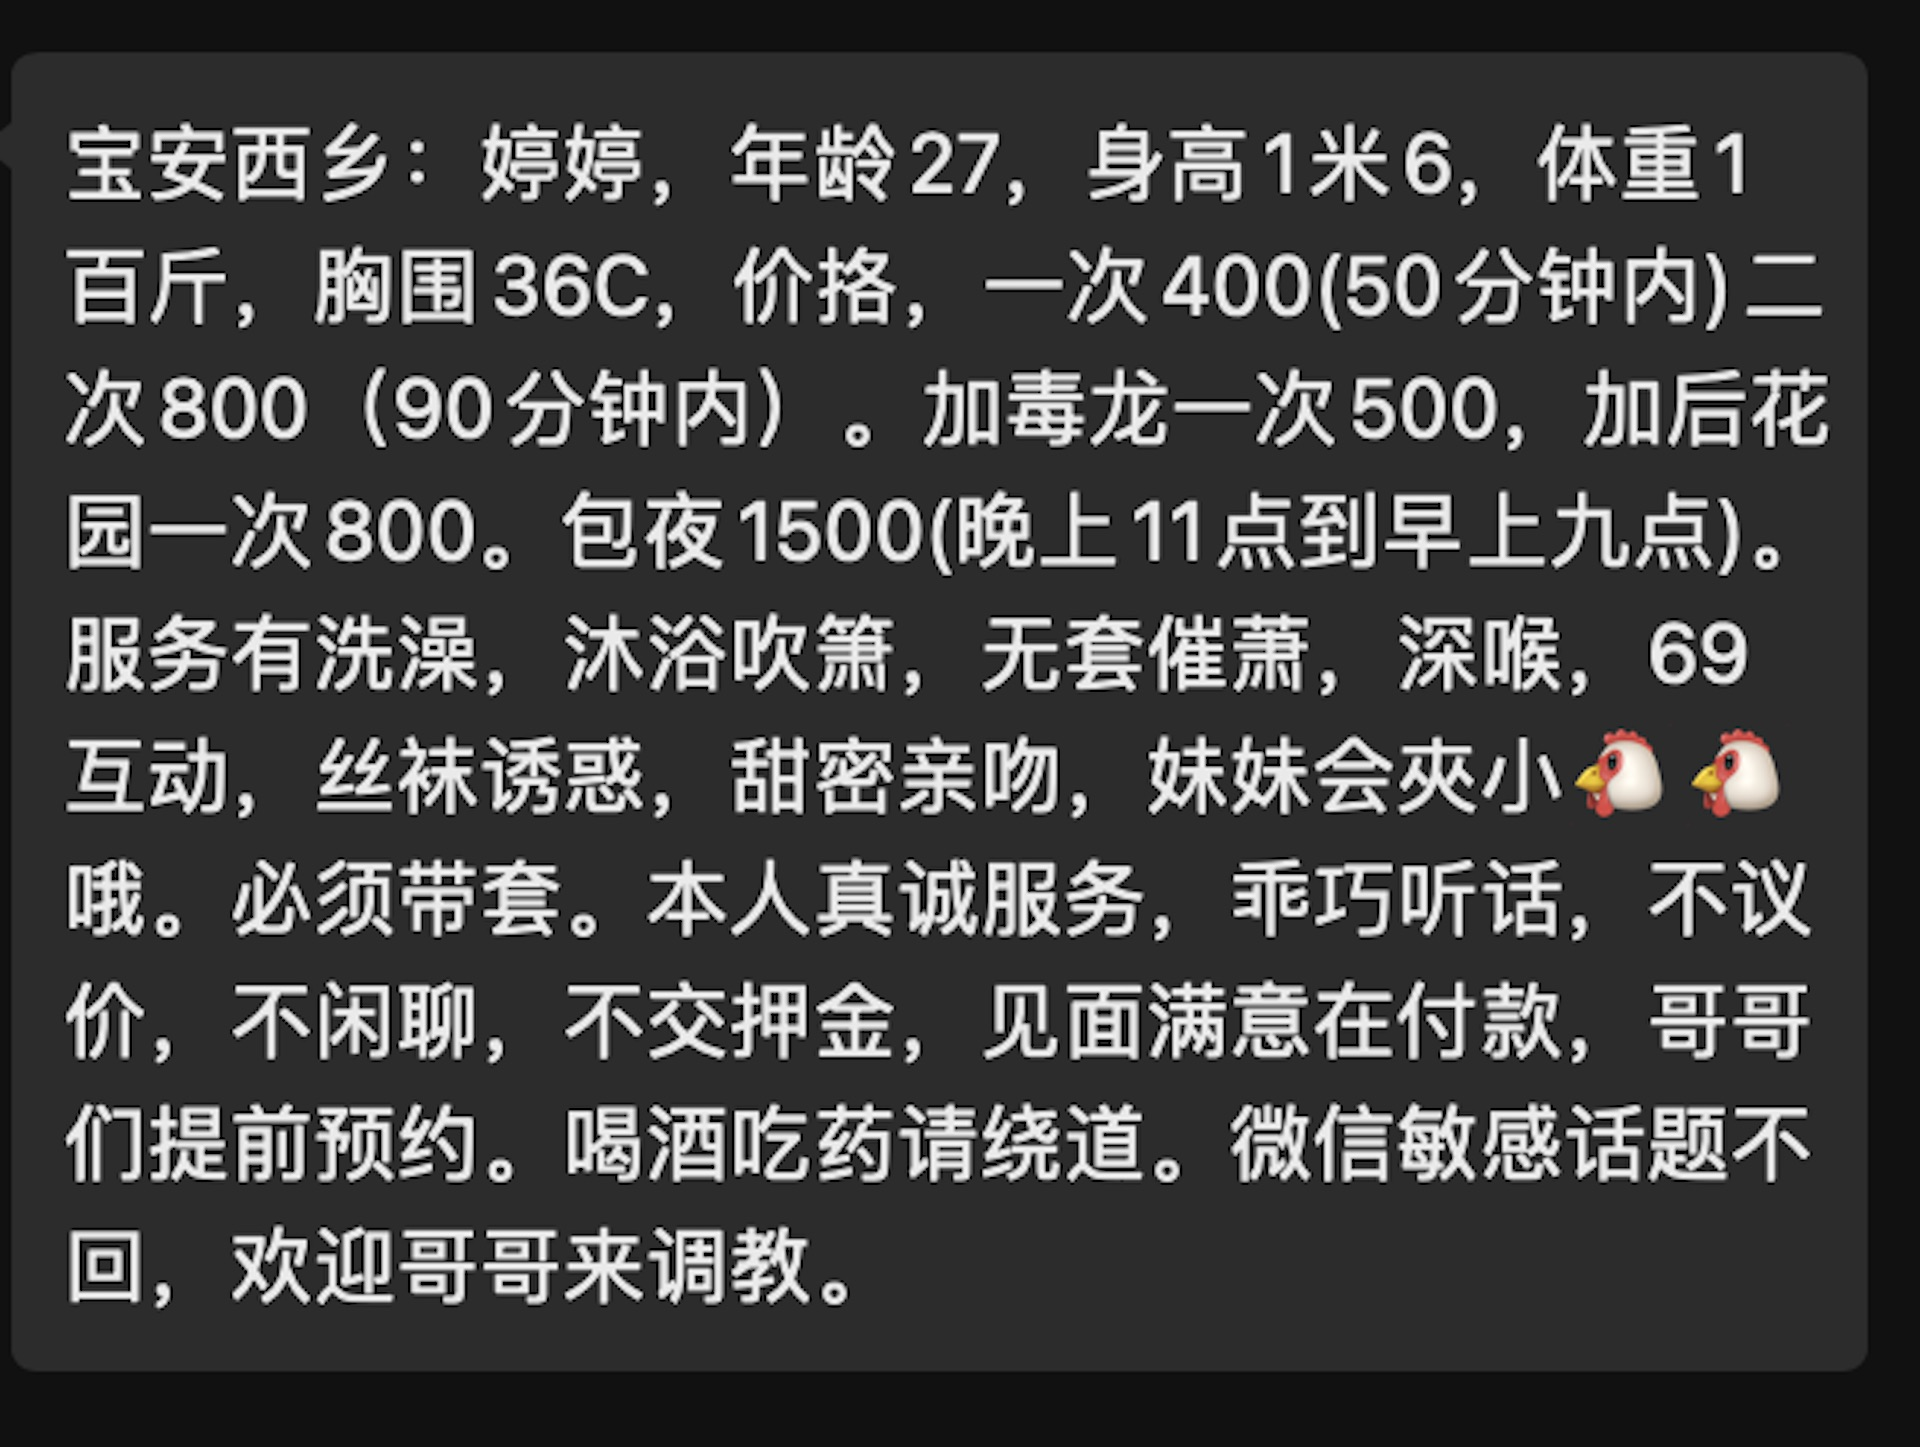 宝安西乡：婷婷，年龄27，身高1米6，体重1
百斤，胸围36C，价挌，一次400(50分钟内)二
次800（90分钟内）。加毒龙一次500，加后花
园一次800。包夜1500(晚上11点到早上九点)。
服务有洗澡，沐浴吹箫，无套催萧，深喉，69
互动，丝袜诱惑，甜密亲吻，妹妹会夾小🐔🐔
哦。必须带套。本人真诚服务，乖巧听话，不议
价，不闲聊，不交押金，见面满意在付款，哥哥
们提前预约。喝酒吃药请绕道。微信敏感话题不
回，欢迎哥哥来调教。